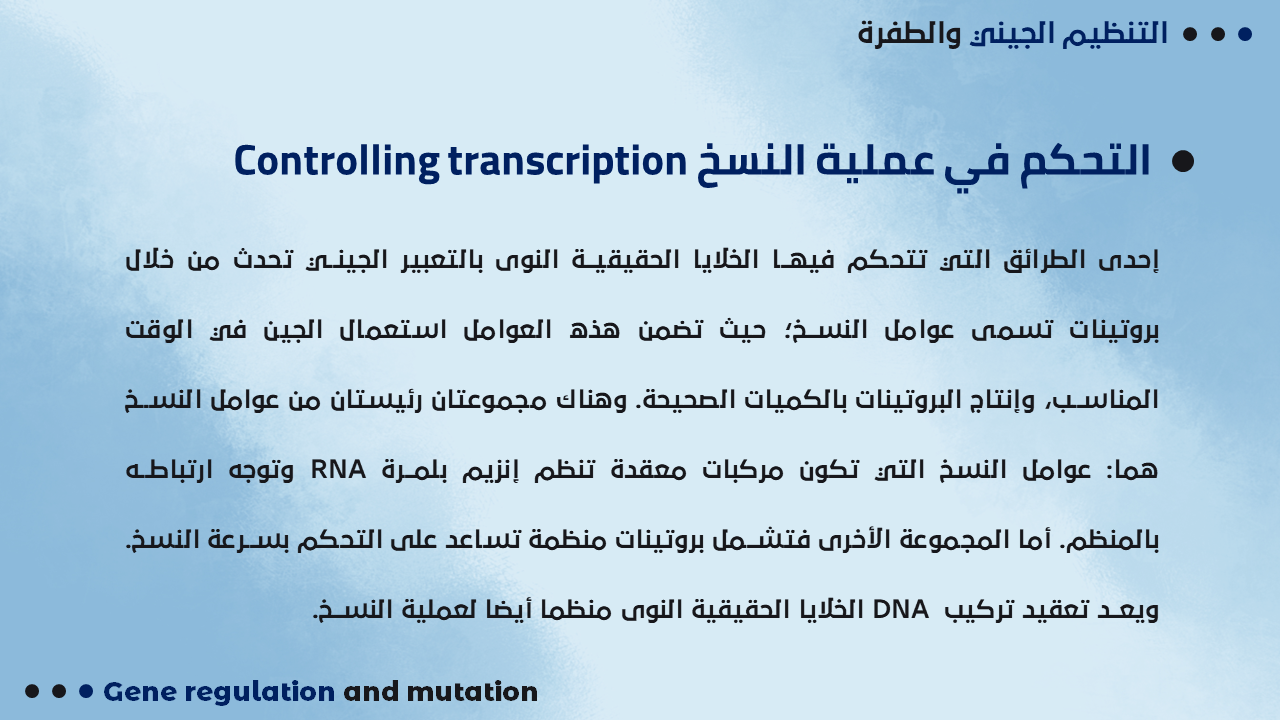 التنظيم الجيني والطفرة
التحكم في عملية النسخ Controlling transcription
إحدى الطرائق التي تتحكم فيها الخلايا الحقيقية النوى بالتعبير الجيني تحدث من خلال
بروتينات تسمى عوامل النسخ؛ حيث تضمن هذه العوامل استعمال الجين في الوقت
المناسب، وإنتاج البروتينات بالكميات الصحيحة. وهناك مجموعتان رئيستان من عوامل النسخ
هما: عوامل النسخ التي تكون مركبات معقدة تنظم إنزيم بلمرة RNA وتوجه ارتباطه
بالمنظم. أما المجموعة الأخرى فتشمل بروتينات منظمة تساعد على التحكم بسرعة النسخ.
ويعد تعقيد تركيب DNA الخلايا الحقيقية النوى منظما أيضا لعملية النسخ.
Gene regulation and mutation